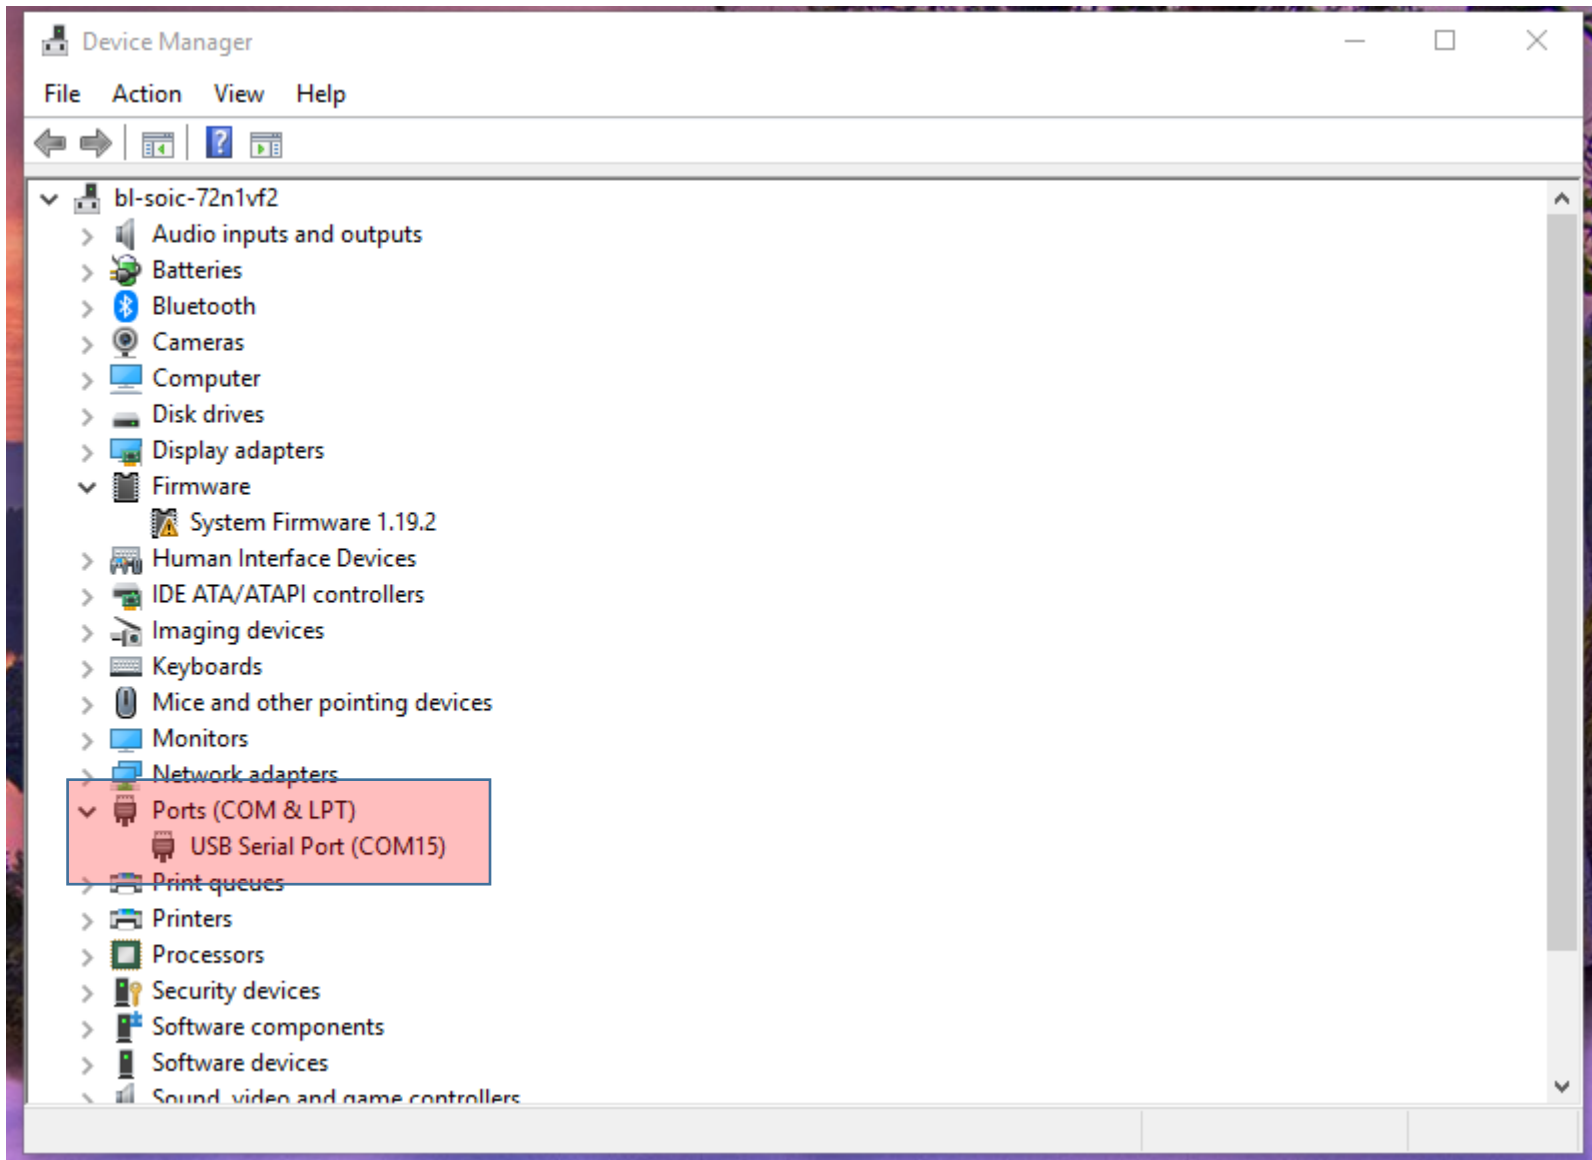 Device Manager
File Action View Help
bl-soic-72n1vf2
Audio inputs and outputs
Batteries
Bluetooth
Cameras
Computer
Disk drives
Display adapters
Firmware
System Firmware 1.19.2
Human Interface Devices
IDE ATA/ATAPI controllers
Imaging devices
Keyboards
Mice and other pointing devices
Monitors
Network adapters
Ports (COM & LPT)
USB Serial Port (COM15)
Print queues
Printers
Processors
Security devices
Software components
Software devices
Sound, video and game controllers